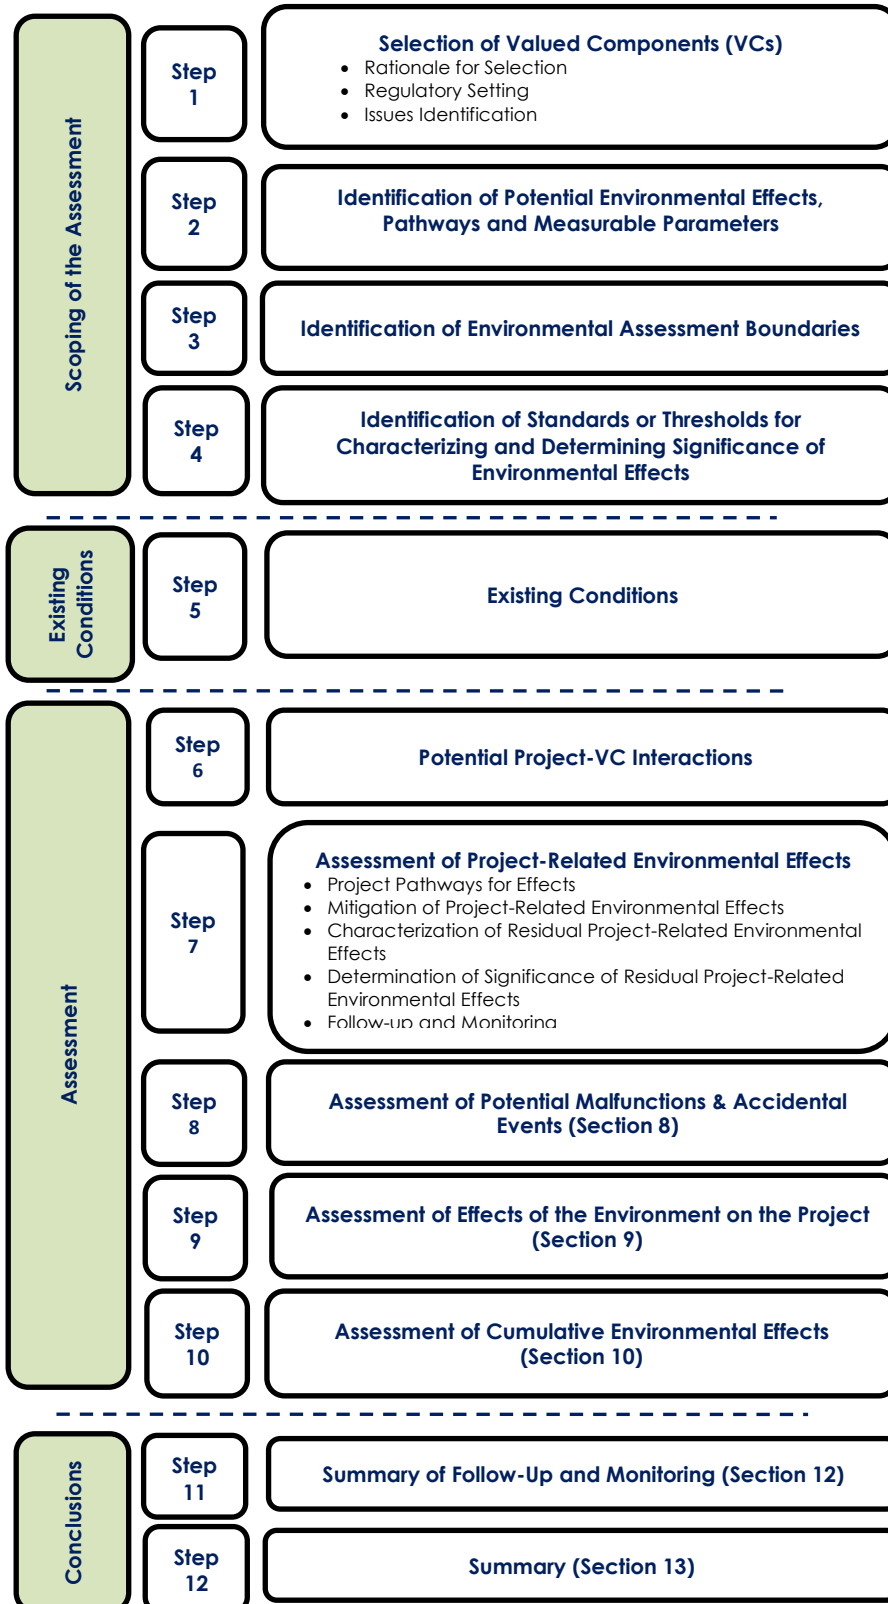 Scoping of the Assessment
Step
1
Selection of Valued Components (VCs)
• Rationale for Selection
• Regulatory Setting
• Issues Identification
Step
2
Identification of Potential Environmental Effects,
Pathways and Measurable Parameters
Step
3
Identification of Environmental Assessment Boundaries
Step
4
Identification of Standards or Thresholds for
Characterizing and Determining Significance of
Environmental Effects
Existing
Conditions
Step
5
Existing Conditions
Assessment
Step
6
Potential Project-VC Interactions
Step
7
Assessment of Project-Related Environmental Effects
• Project Pathways for Effects
• Mitigation of Project-Related Environmental Effects
• Characterization of Residual Project-Related Environmental
Effects
• Determination of Significance of Residual Project-Related
Environmental Effects
• Follow-up and Monitoring
Step
8
Assessment of Potential Malfunctions & Accidental
Events (Section 8)
Step
9
Assessment of Effects of the Environment on the Project
(Section 9)
Step
10
Assessment of Cumulative Environmental Effects
(Section 10)
Conclusions
Step
11
Summary of Follow-Up and Monitoring (Section 12)
Step
12
Summary (Section 13)